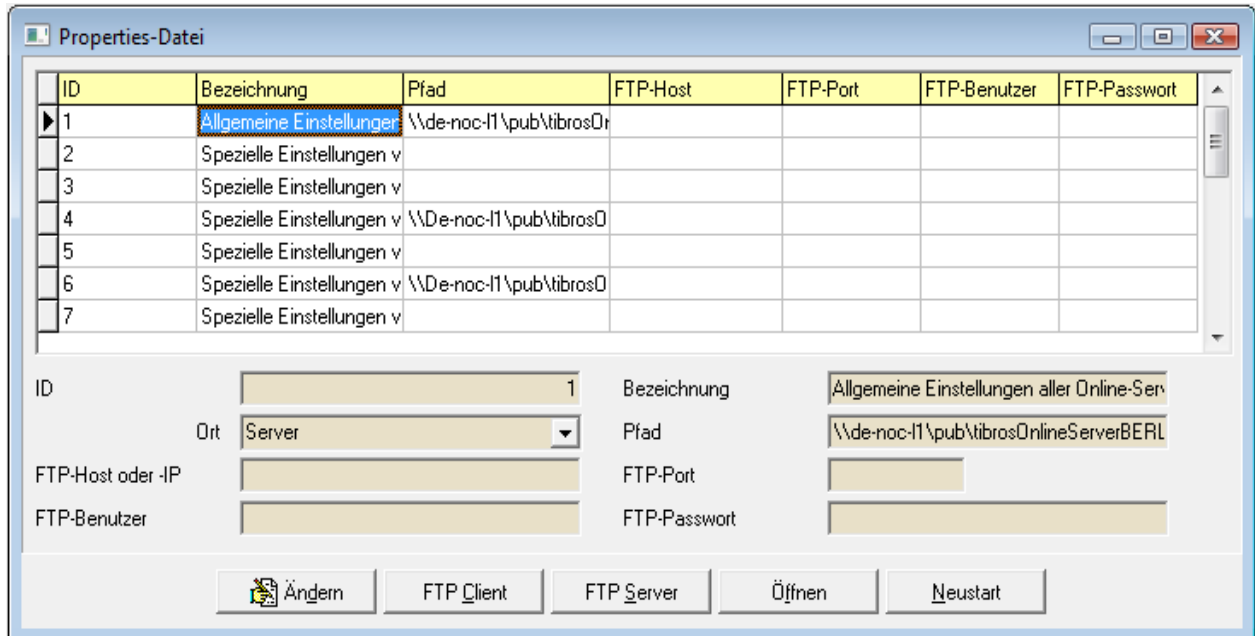 Properties-Datei
ID Bezeichnung Pfad FTP-Host FTP-Port FTP-Benutzer FTP-Passwort
1 Allgemeine Einstellungen \\de-noc-l1\pub\tibrosOr
2 Spezielle Einstellungen v
3 Spezielle Einstellungen v
4 Spezielle Einstellungen v \\De-noc-l1\pub\tibrosO
5 Spezielle Einstellungen v
6 Spezielle Einstellungen v \\De-noc-l1\pub\tibrosO
7 Spezielle Einstellungen v
ID 1 Bezeichnung Allgemeine Einstellungen aller Online-Serv
Ort Server Pfad \\de-noc-l1\pub\tibrosOnlineServerBERL
FTP-Host oder -IP FTP-Port
FTP-Benutzer FTP-Passwort
Ändern FTP Client FTP Server Öffnen Neustart